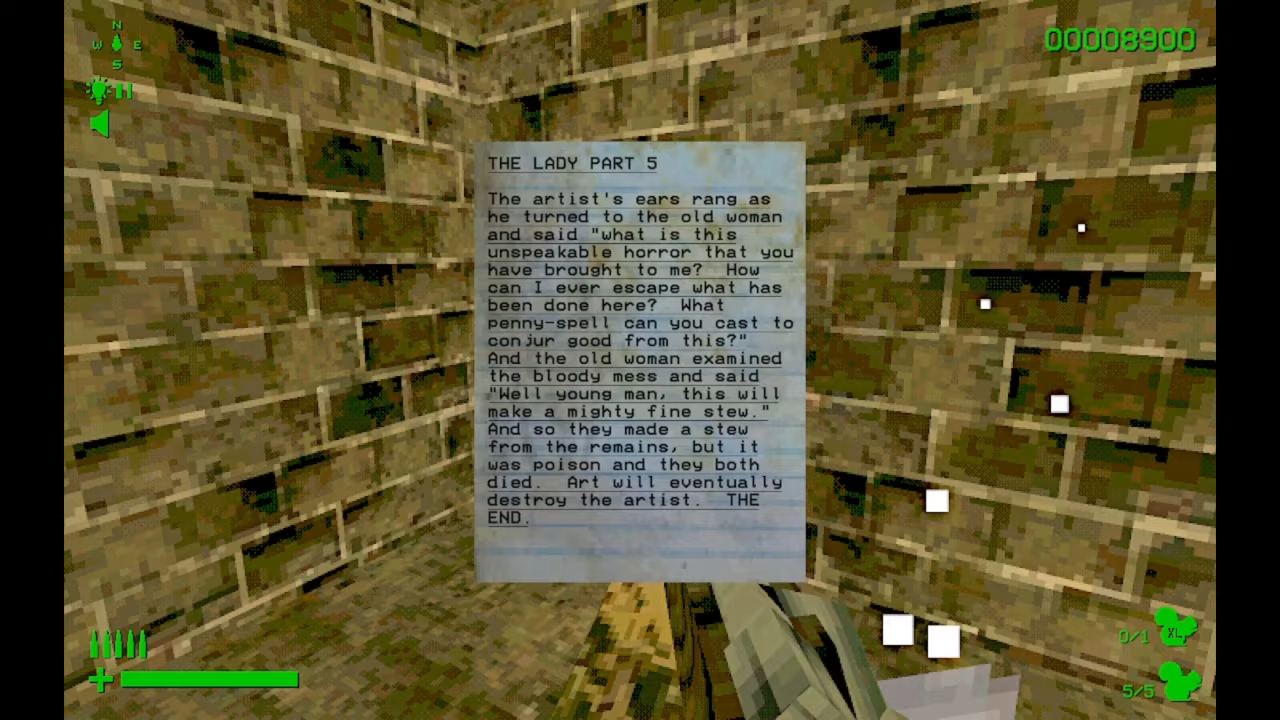 N
W E
S
00008900
THE LADY PART 5
The artist's ears rang as
he turned to the old woman
and said "what is this
unspeakable horror that you
have brought to me?  How
can I ever escape what has
been done here?  What
penny-spell can you cast to
conjur good from this?"
And the old woman examined
the bloody mess and said
"Well young man, this will
make a mighty fine stew."
And so they made a stew
from the remains, but it
was poison and they both
died.  Art will eventually
destroy the artist.  THE
END.
0/1 XL
5/5